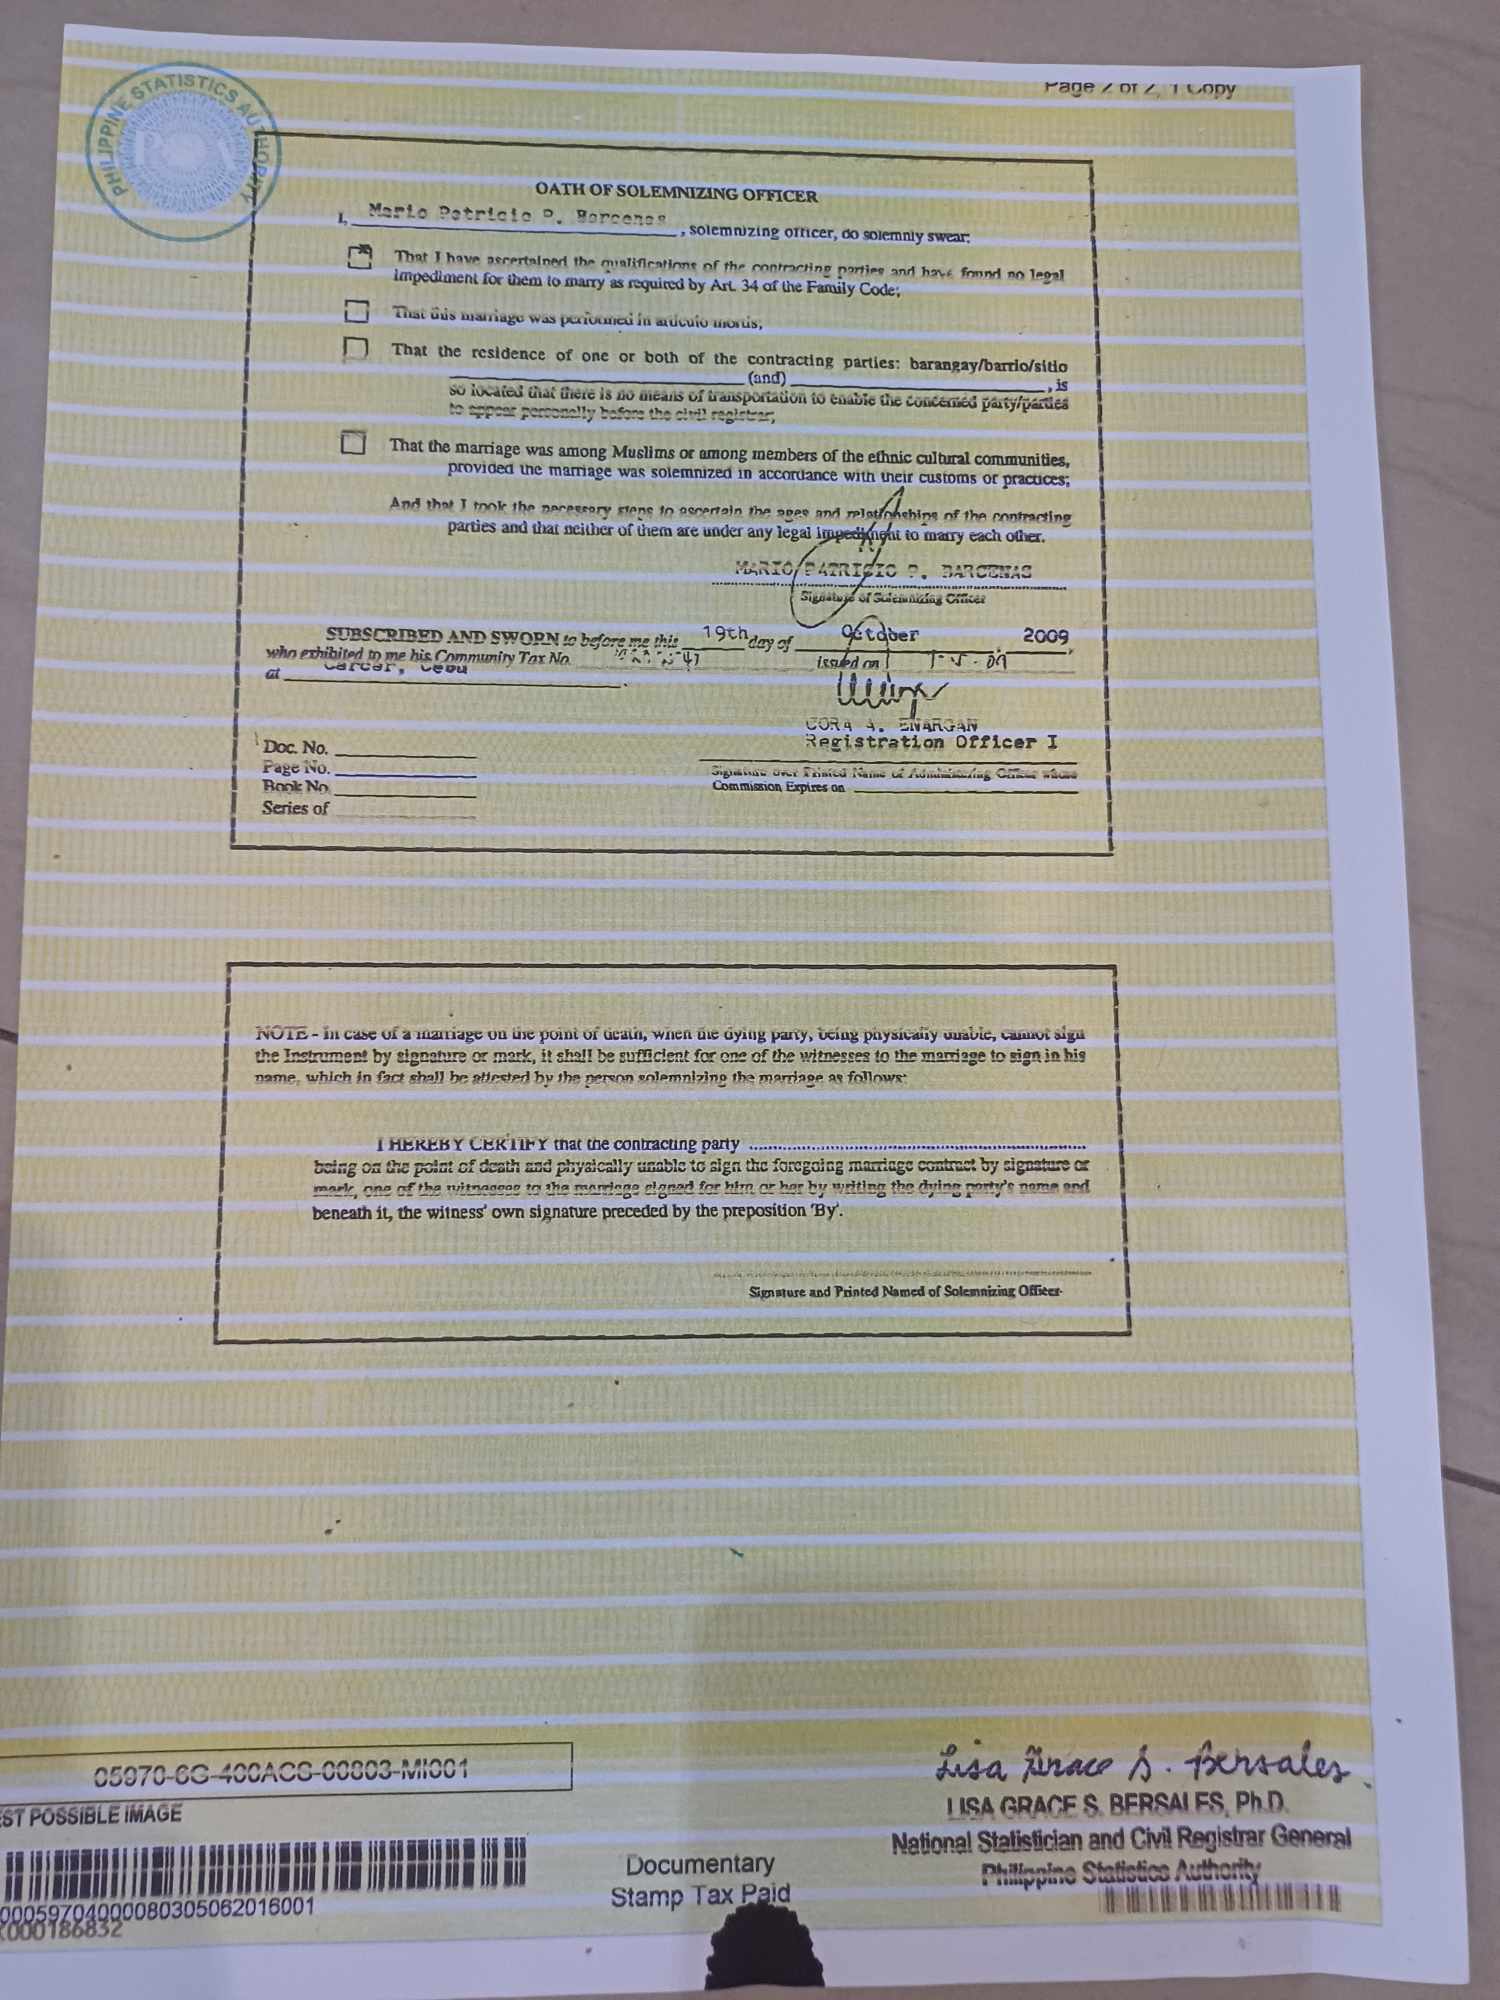 PHILIPPINE STATISTICS AUTHORITY
PSA
Page 2 of 2, 1 Copy
OATH OF SOLEMNIZING OFFICER
I, Mario Patricio P. Barcenas, solemnizing officer, do solemnly swear;
That I have ascertained the qualifications of the contracting parties and have found no legal
impediment for them to marry as required by Art. 34 of the Family Code;
That this marriage was performed in articulo mortis;
That the residence of one or both of the contracting parties: barangay/barrio/sitio
(and) , is
so located that there is no means of transportation to enable the concerned party/parties
to appear personally before the civil registrar;
That the marriage was among Muslims or among members of the ethnic cultural communities,
provided the marriage was solemnized in accordance with their customs or practices;
And that I took the necessary steps to ascertain the ages and relationships of the contracting
parties and that neither of them are under any legal impediment to marry each other.
MARIO PATRICIO P. BARCENAS
Signature of Solemnizing Officer
SUBSCRIBED AND SWORN to before me this 19th day of October , 2009,
who exhibited to me his Community Tax No. issued on
at Carcar, Cebu .
CORA A. ENARGAN
Registration Officer I
Doc. No.
Page No.
Book No.
Series of
Signature over Printed Name of Administering Officer whose
Commission Expires on
NOTE - In case of a marriage on the point of death, when the dying party, being physically unable, cannot sign
the Instrument by signature or mark, it shall be sufficient for one of the witnesses to the marriage to sign in his
name, which in fact shall be attested by the person solemnizing the marriage as follows:
I HEREBY CERTIFY that the contracting party
being on the point of death and physically unable to sign the foregoing marriage contract by signature or
mark, one of the witnesses to the marriage signed for him or her by writing the dying party's name and
beneath it, the witness' own signature preceded by the preposition 'By'.
Signature and Printed Named of Solemnizing Officer
05970-6G-400ACS-00803-MI001
EST POSSIBLE IMAGE
00059704000080305062016001
000186832
Documentary
Stamp Tax Paid
Lisa Grace S. Bersales
LISA GRACE S. BERSALES, Ph.D.
National Statistician and Civil Registrar General
Philippine Statistics Authority